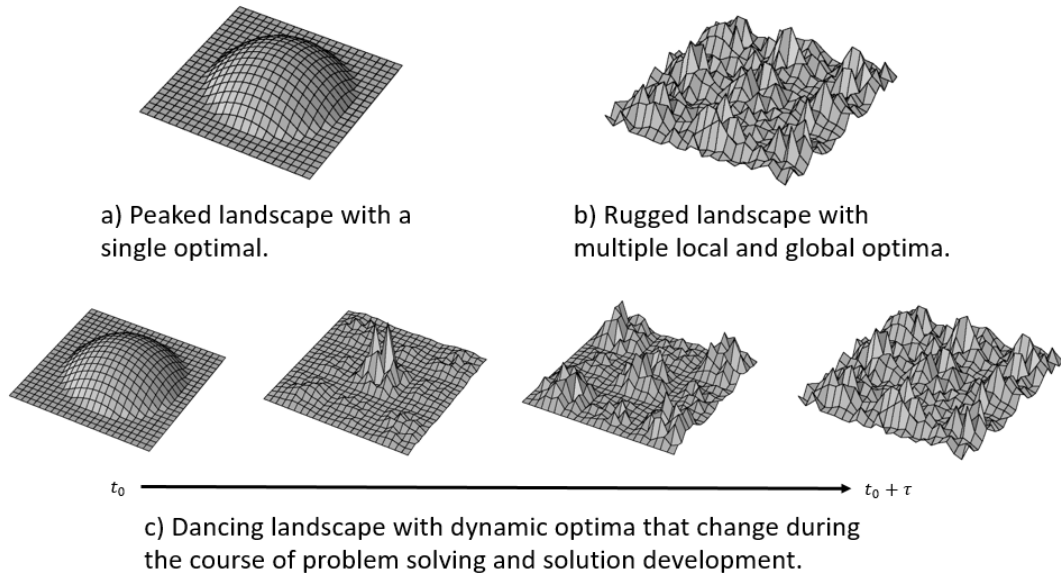 a) Peaked landscape with a
single optimal.
b) Rugged landscape with
multiple local and global optima.
t₀
t₀ + τ
c) Dancing landscape with dynamic optima that change during
the course of problem solving and solution development.